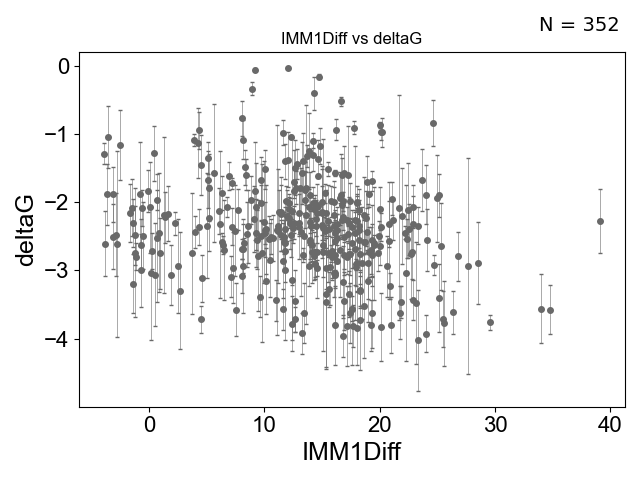 N = 352
IMM1Diff vs deltaG
deltaG
0
−1
−2
−3
−4
0 10 20 30 40
IMM1Diff